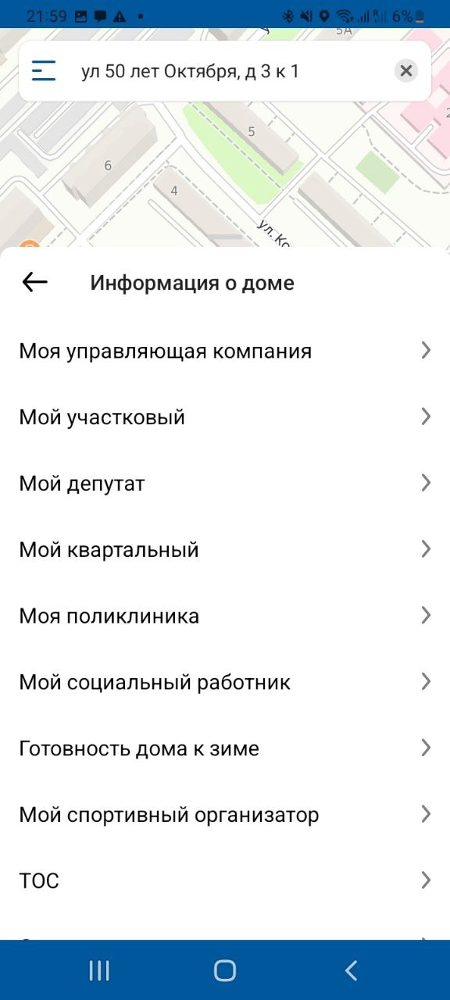 21:59 6%
5А
ул 50 лет Октября, д 3 к 1
5
6
4
ул. Ко
Информация о доме
Моя управляющая компания
Мой участковый
Мой депутат
Мой квартальный
Моя поликлиника
Мой социальный работник
Готовность дома к зиме
Мой спортивный организатор
ТОС